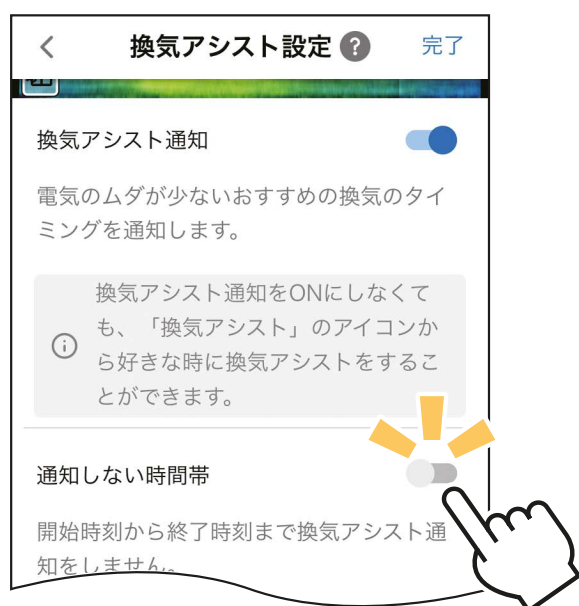 換気アシスト設定 ? 完了
換気アシスト通知
電気のムダが少ないおすすめの換気のタイ
ミングを通知します。
換気アシスト通知をONにしなくて
も、「換気アシスト」のアイコンか
ら好きな時に換気アシストをするこ
とができます。
通知しない時間帯
開始時刻から終了時刻まで換気アシスト通
知をしません。